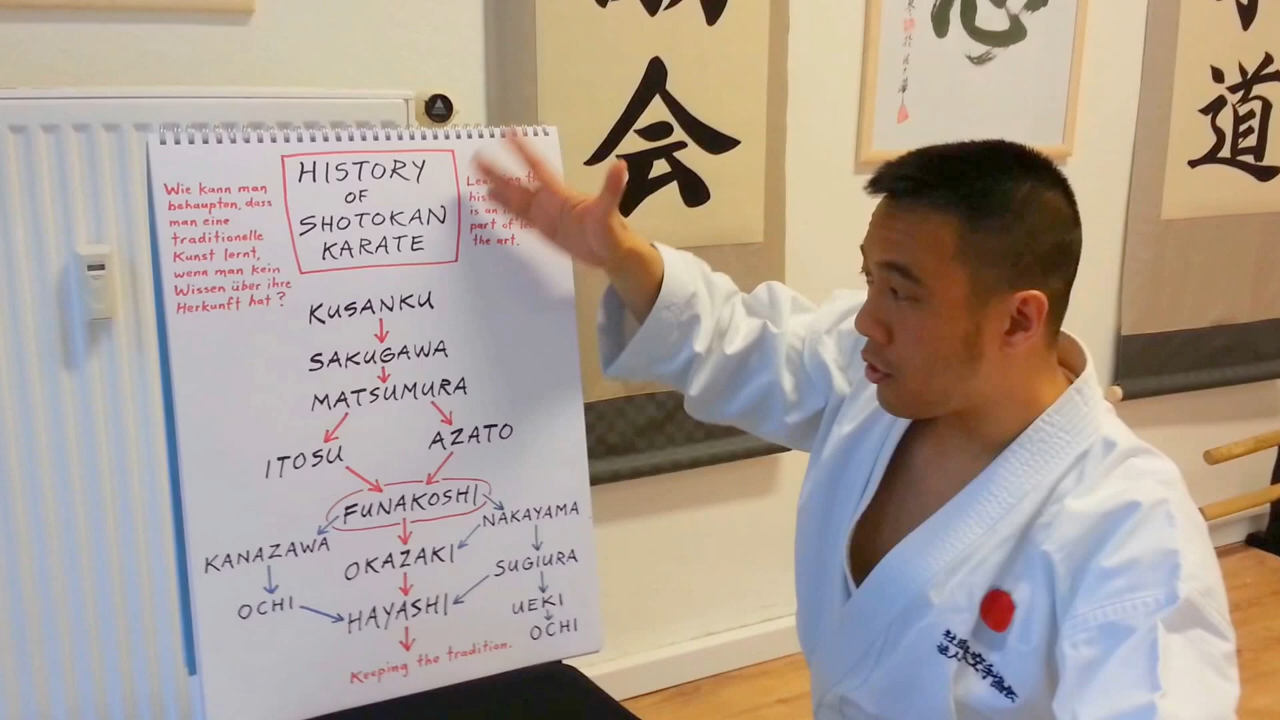 Wie kann man
behaupten, dass
man eine
traditionelle
Kunst lernt,
wenn man kein
Wissen über ihre
Herkunft hat?
HISTORY
OF
SHOTOKAN
KARATE
is an
part of
the art.
KUSANKU
SAKUGAWA
MATSUMURA
ITOSU
AZATO
FUNAKOSHI
KANAZAWA
OKAZAKI
NAKAYAMA
SUGIURA
OCHI
HAYASHI
UEKI
OCHI
Keeping the tradition.
会
道